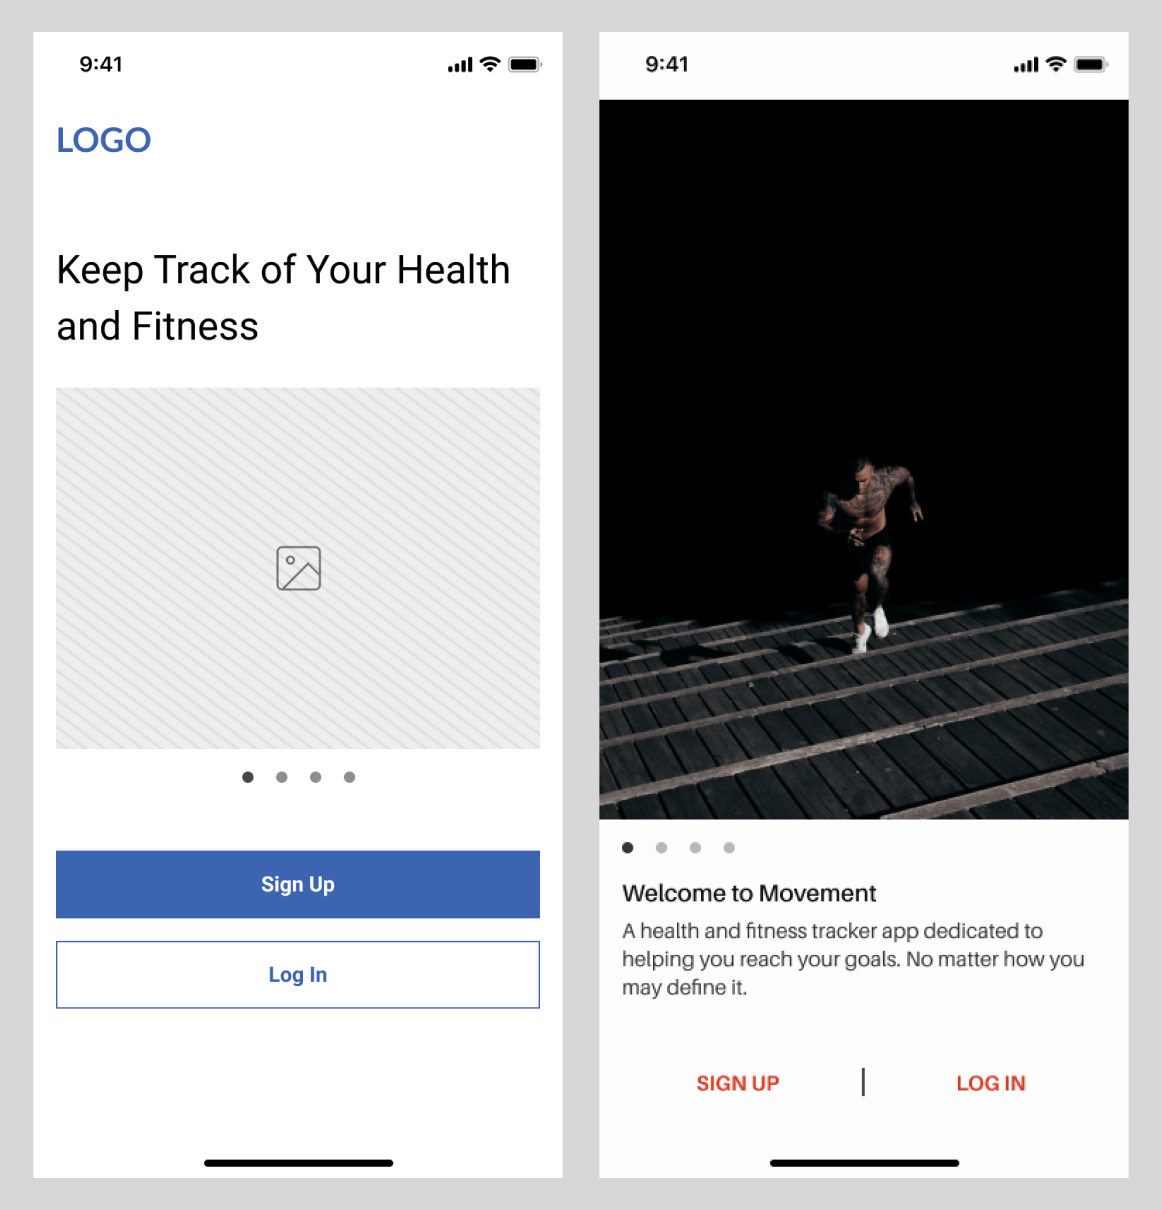 9:41
LOGO
Keep Track of Your Health
and Fitness
Sign Up
Log In
9:41
Welcome to Movement
A health and fitness tracker app dedicated to
helping you reach your goals. No matter how you
may define it.
SIGN UP | LOG IN